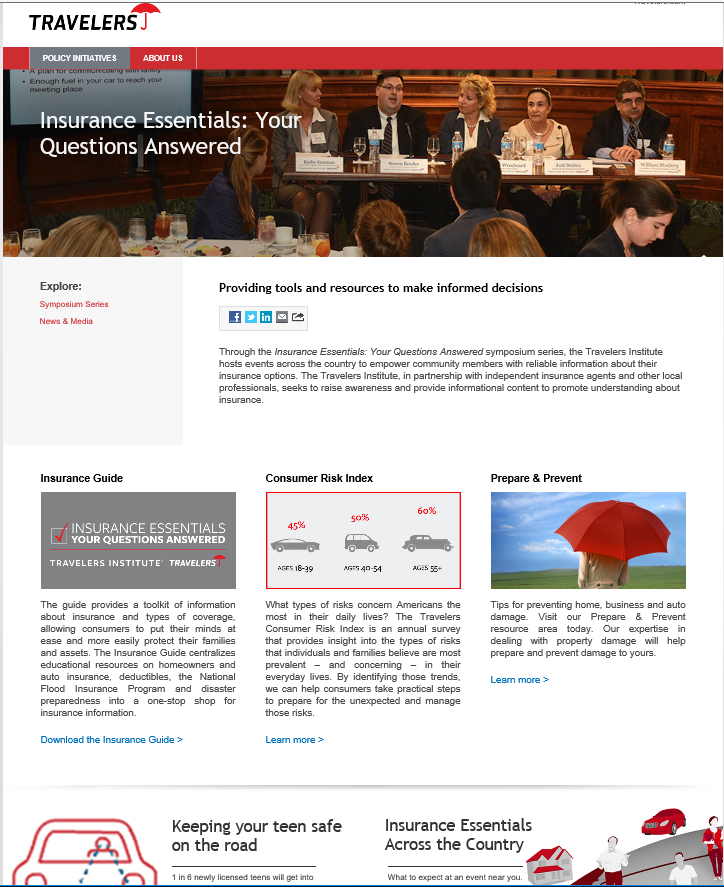 TRAVELERS
POLICY INITIATIVES
ABOUT US
A plan for communicating with family
Enough fuel in your car to reach your
meeting place
Insurance Essentials: Your
Questions Answered
Explore:
Symposium Series
News & Media
Providing tools and resources to make informed decisions
Through the Insurance Essentials: Your Questions Answered symposium series, the Travelers Institute
hosts events across the country to empower community members with reliable information about their
insurance options. The Travelers Institute, in partnership with independent insurance agents and other local
professionals, seeks to raise awareness and provide informational content to promote understanding about
insurance.
Insurance Guide
INSURANCE ESSENTIALS
YOUR QUESTIONS ANSWERED
TRAVELERS INSTITUTE® TRAVELERS
The guide provides a toolkit of information
about insurance and types of coverage,
allowing consumers to put their minds at
ease and more easily protect their families
and assets. The Insurance Guide centralizes
educational resources on homeowners and
auto insurance, deductibles, the National
Flood Insurance Program and disaster
preparedness into a one-stop shop for
insurance information.
Download the Insurance Guide >
Consumer Risk Index
45% 50% 60%
AGES 18-39 AGES 40-54 AGES 55+
What types of risks concern Americans the
most in their daily lives? The Travelers
Consumer Risk Index is an annual survey
that provides insight into the types of risks
that individuals and families believe are most
prevalent – and concerning – in their
everyday lives. By identifying those trends,
we can help consumers take practical steps
to prepare for the unexpected and manage
those risks.
Learn more >
Prepare & Prevent
Tips for preventing home, business and auto
damage. Visit our Prepare & Prevent
resource area today. Our expertise in
dealing with property damage will help
prepare and prevent damage to yours.
Learn more >
Keeping your teen safe
on the road
1 in 6 newly licensed teens will get into
Insurance Essentials
Across the Country
What to expect at an event near you.